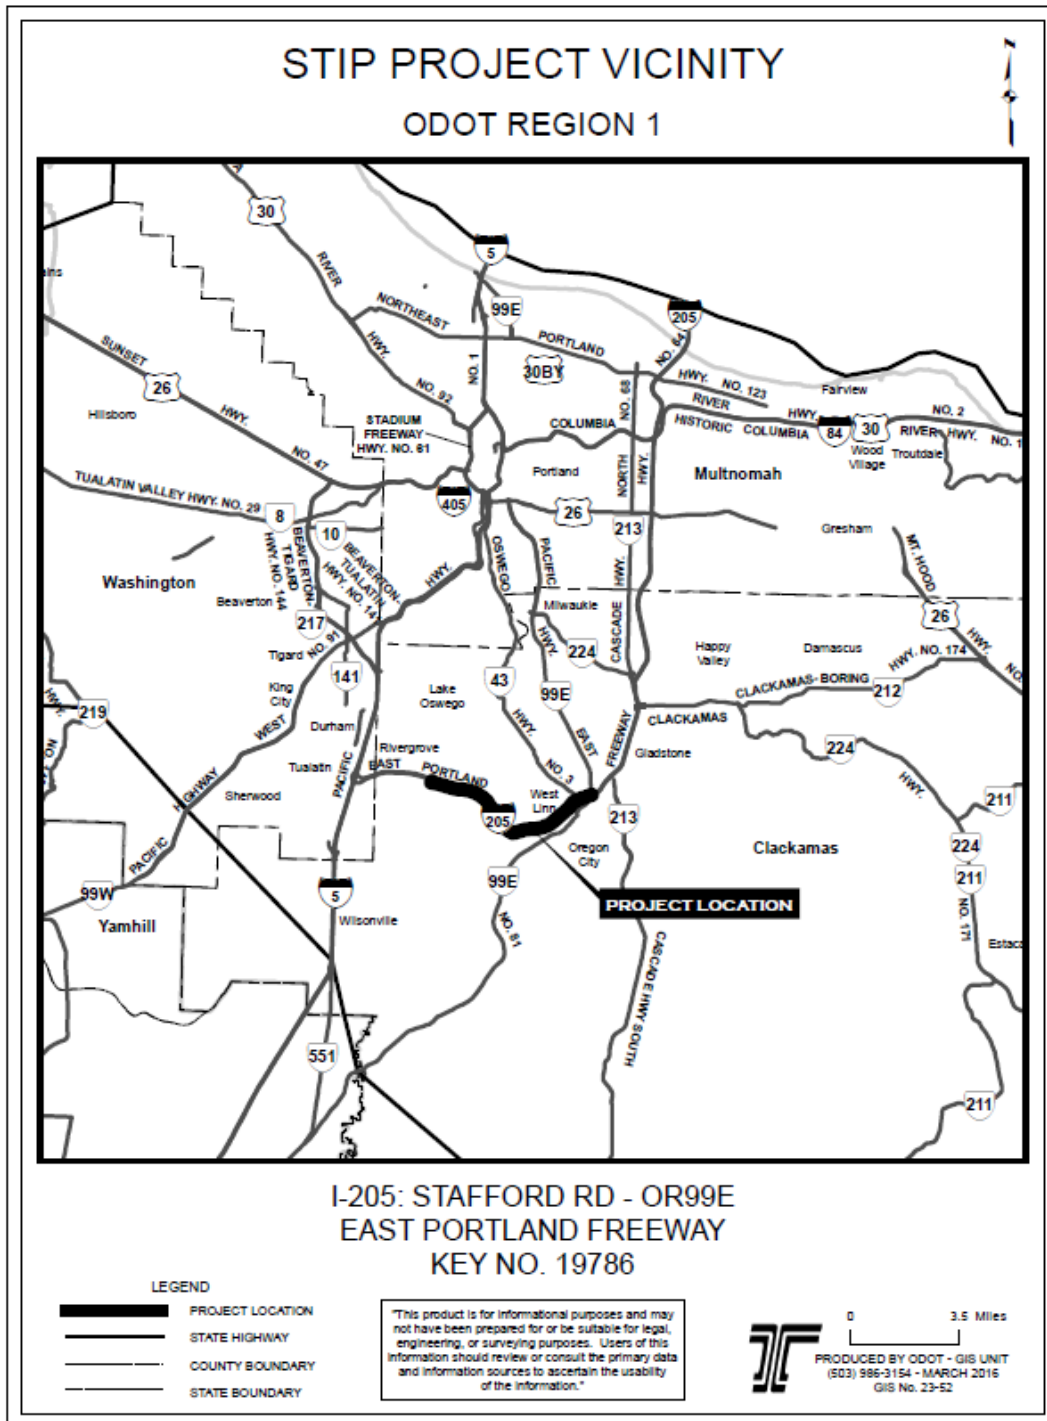 STIP PROJECT VICINITY
ODOT REGION 1
N
30
RIVER
HWY.
NO. 92
5
99E
NORTHEAST
PORTLAND
HWY. NO. 123
205
NO. 64
30BY
NO. 1
NO. 68
SUNSET
26
HWY.
NO. 47
Hillsboro
STADIUM
FREEWAY
HWY. NO. 61
COLUMBIA
RIVER
HWY.
HISTORIC COLUMBIA
RIVER HWY.
Fairview
84
30
NO. 2
NO. 1
Wood
Village
Troutdale
Portland
Multnomah
NORTH
HWY.
TUALATIN VALLEY HWY. NO. 29
8
10
405
26
213
Gresham
BEAVERTON-
TIGARD
HWY. NO. 144
BEAVERTON-
TUALATIN
HWY. NO. 141
HWY.
OSWEGO
PACIFIC
CASCADE HWY.
MT. HOOD
26
HWY.
NO.
Washington
Beaverton
217
NO. 91
Tigard
Milwaukie
224
Happy
Valley
Damascus
HWY. NO. 174
141
43
99E
CLACKAMAS-BORING
212
King
City
Lake
Oswego
HWY.
219
WEST
Durham
HWY.
EAST
FREEWAY
CLACKAMAS
Gladstone
224
HWY.
Rivergrove
EAST PORTLAND
NO. 3
Tualatin
PACIFIC
HIGHWAY
Sherwood
West
Linn
205
213
211
PACIFIC
Oregon
City
Clackamas
224
211
99W
99E
5
PROJECT LOCATION
Yamhill
Wilsonville
NO. 81
NO. 171
Estaca
CASCADE HWY SOUTH
551
211
I-205: STAFFORD RD - OR99E
EAST PORTLAND FREEWAY
KEY NO. 19786
LEGEND
PROJECT LOCATION
STATE HIGHWAY
COUNTY BOUNDARY
STATE BOUNDARY
"This product is for informational purposes and may
not have been prepared for or be suitable for legal,
engineering, or surveying purposes. Users of this
information should review or consult the primary data
and information sources to ascertain the usability
of the information."
0 3.5 Miles
PRODUCED BY ODOT - GIS UNIT
(503) 986-3154 - MARCH 2016
GIS No. 23-52